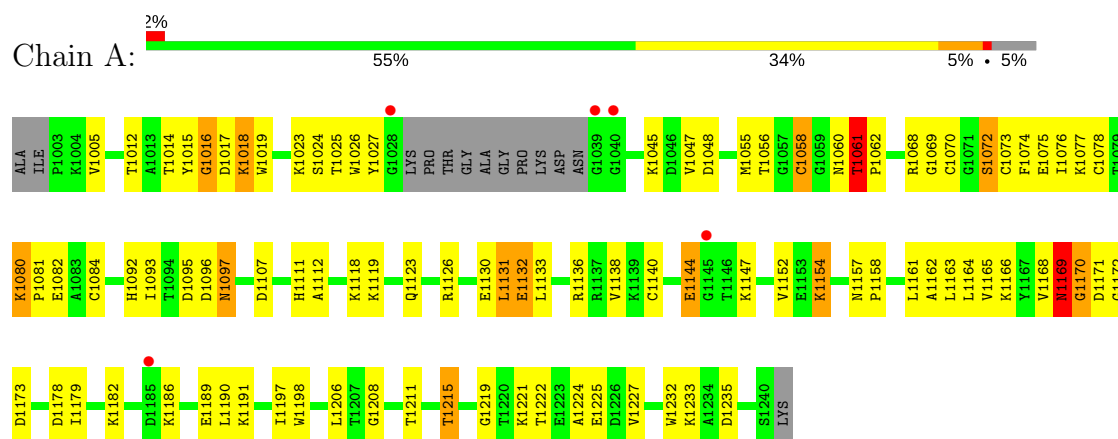 2%
Chain A:
55% 34% 5% • 5%
ALA ILE P1003 K1004 V1005 T1012 A1013 T1014 Y1015 G1016 D1017 K1018 W1019 K1023 S1024 T1025 W1026 Y1027 G1028 LYS PRO THR GLY ALA GLY PRO LYS ASP ASN G1039 G1040 K1045 D1046 V1047 D1048 M1055 T1056 G1057 C1058 G1059 N1060 T1061 P1062 R1068 G1069 C1070 G1071 S1072 C1073 F1074 E1075 I1076 K1077 C1078 T1079
K1080 P1081 E1082 A1083 C1084 H1092 I1093 T1094 D1095 D1096 N1097 D1107 H1111 A1112 K1118 K1119 Q1123 R1126 E1130 L1131 E1132 L1133 R1136 R1137 V1138 K1139 C1140 E1144 G1145 T1146 K1147 V1152 E1153 K1154 N1157 P1158 L1161 A1162 L1163 L1164 V1165 K1166 Y1167 V1168 N1169 G1170 D1171 G1172
D1173 D1178 I1179 K1182 D1185 K1186 E1189 L1190 K1191 I1197 W1198 L1206 T1207 G1208 T1211 T1215 G1219 T1220 K1221 T1222 E1223 A1224 E1225 D1226 V1227 W1232 K1233 A1234 D1235 S1240 LYS